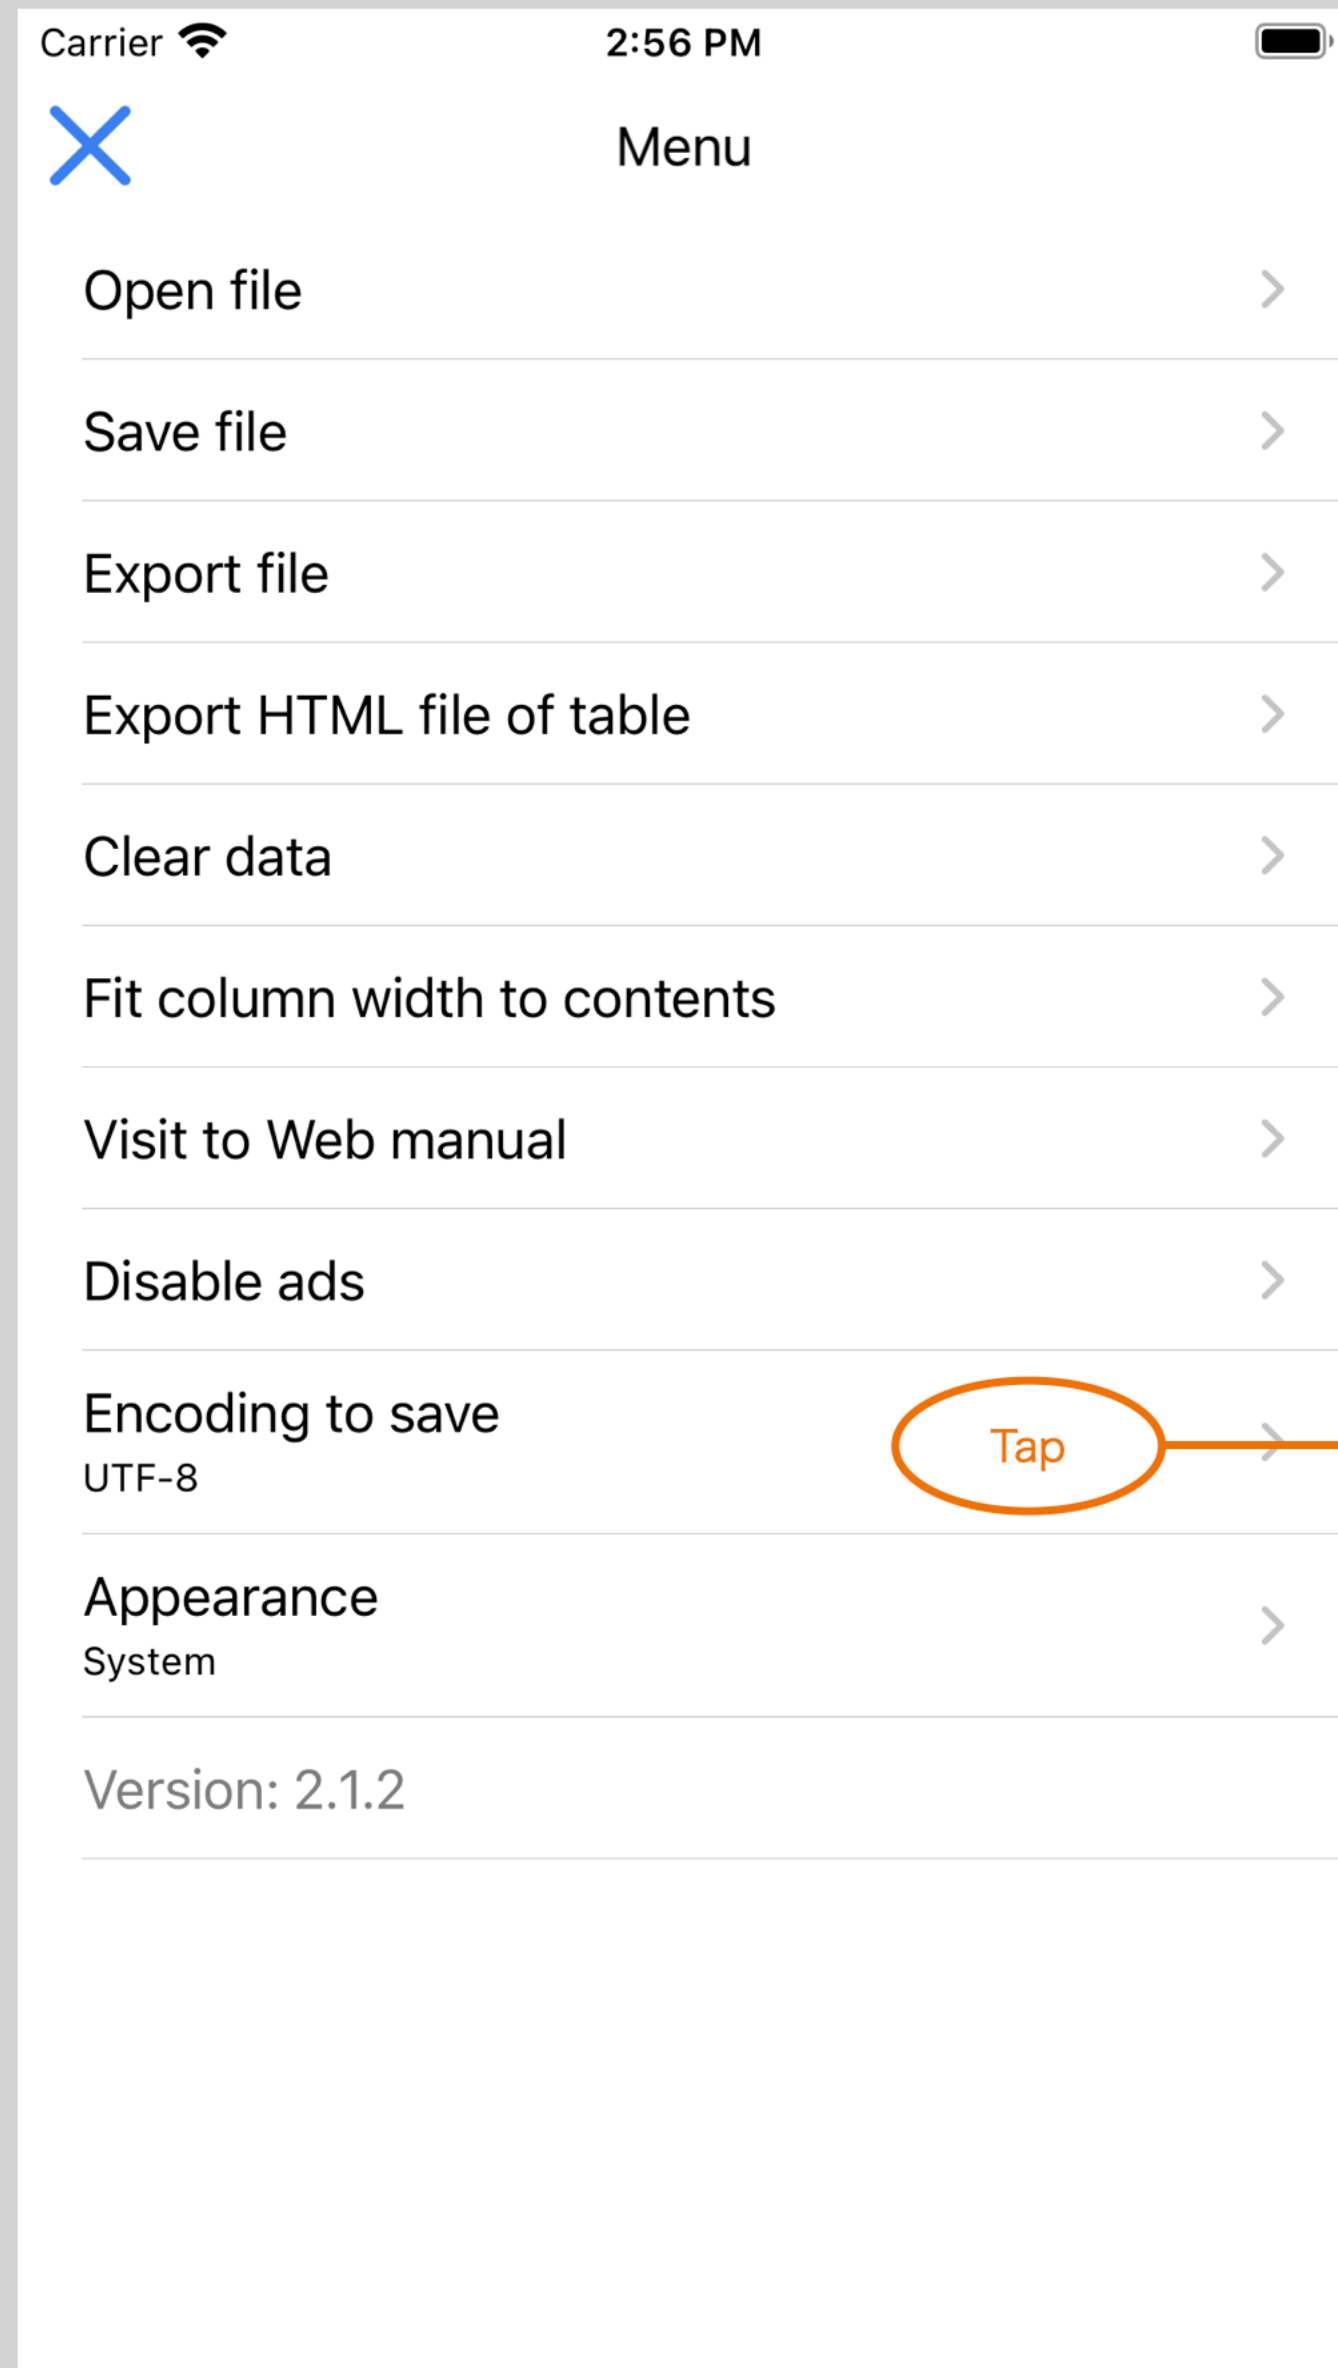 Carrier 2:56 PM
Menu
Open file
Save file
Export file
Export HTML file of table
Clear data
Fit column width to contents
Visit to Web manual
Disable ads
Encoding to save
UTF-8
Tap
Appearance
System
Version: 2.1.2